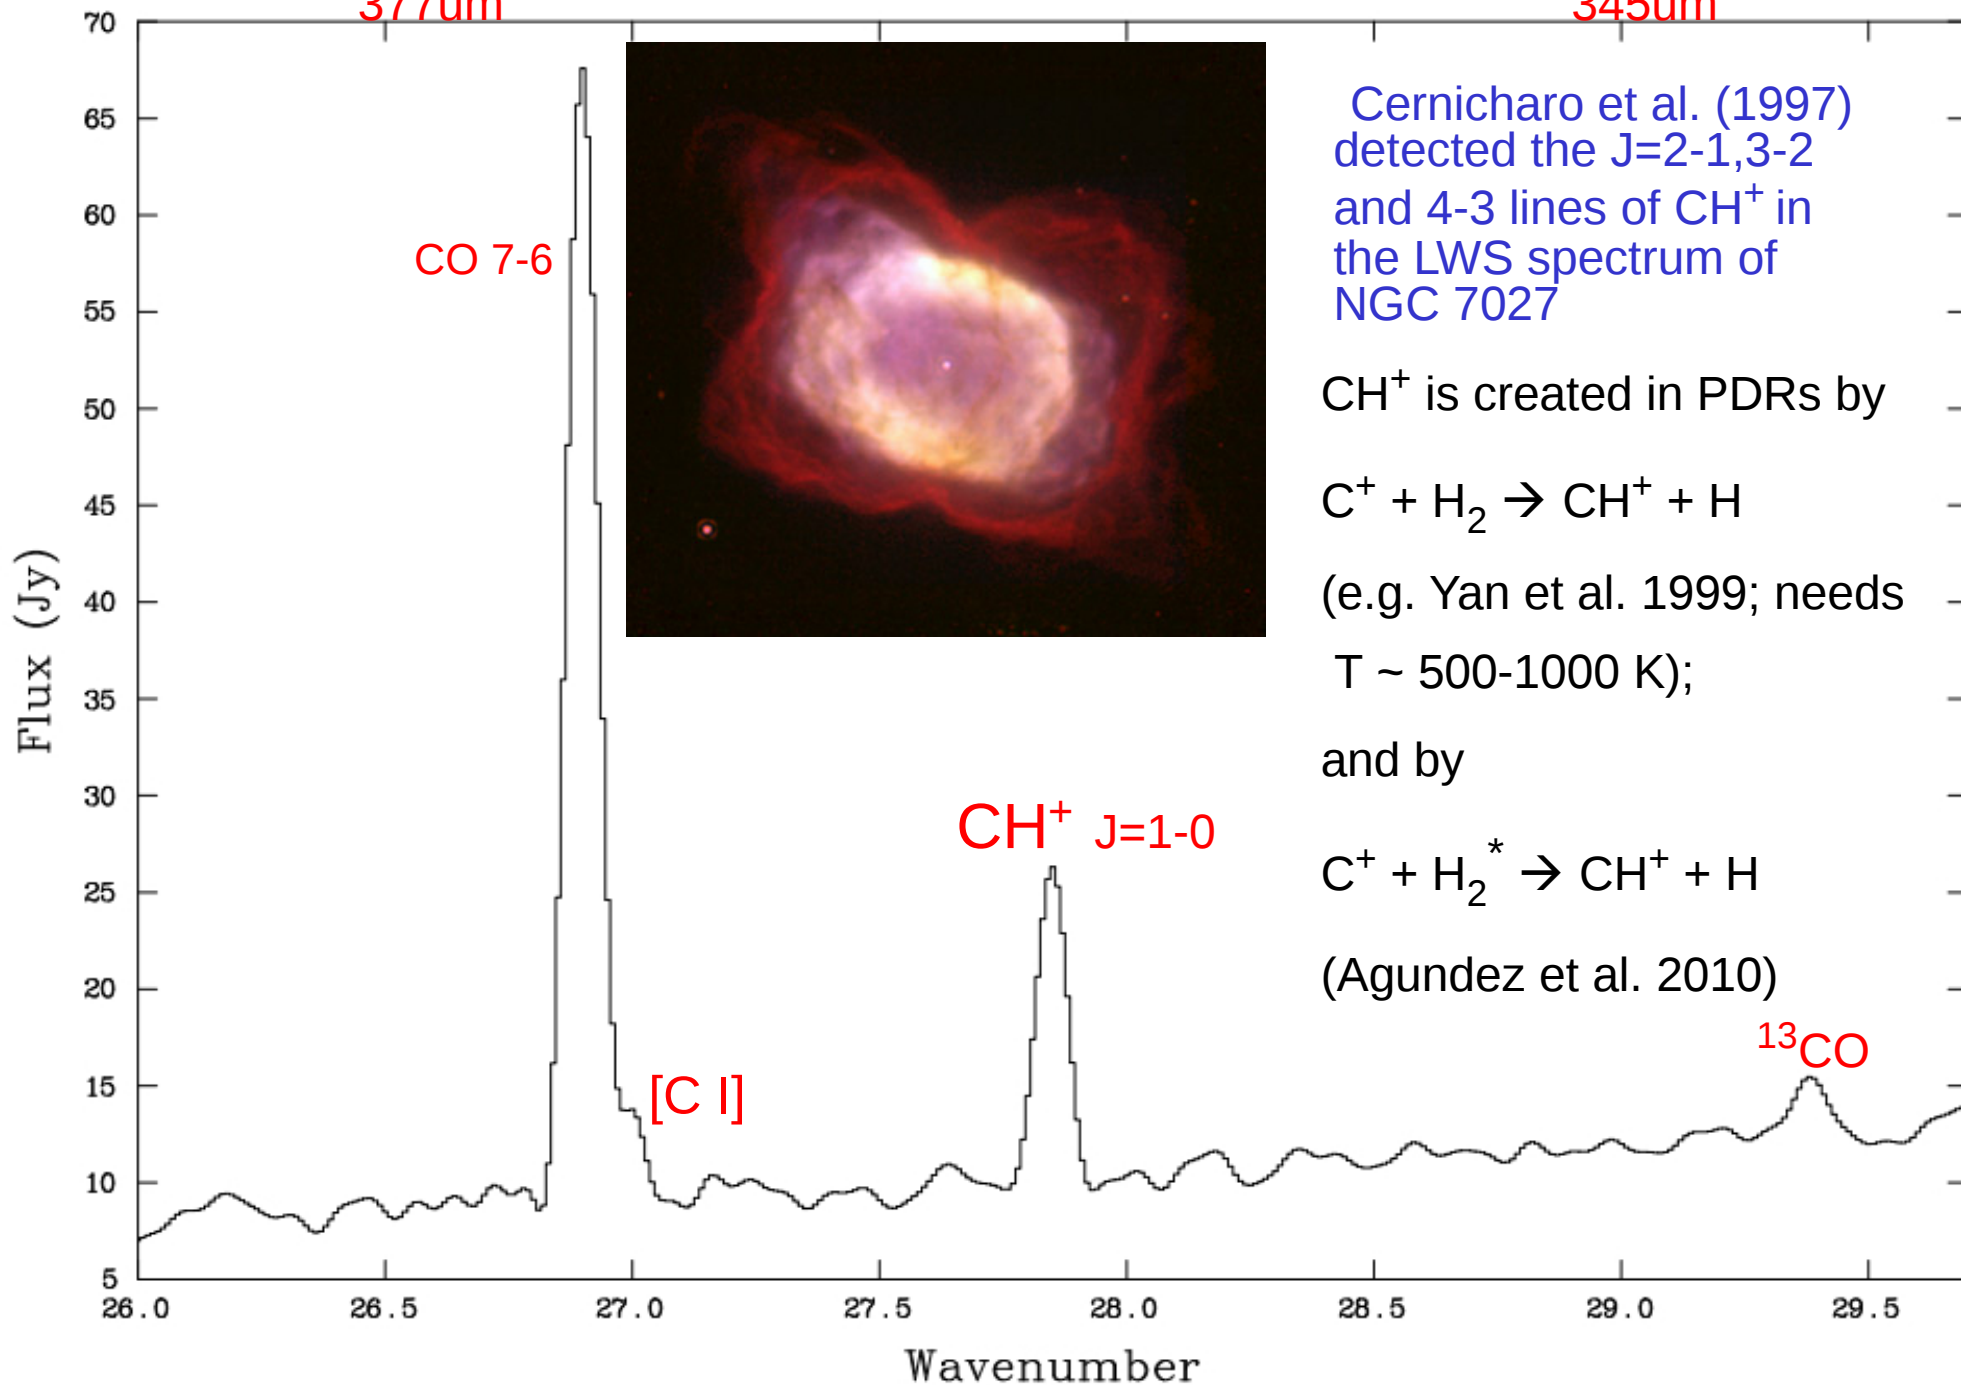 377um
345um
70
65
60
55
50
45
40
35
30
25
20
15
10
5
Flux (Jy)
CO 7-6
[C I]
CH+ J=1-0
13CO
Cernicharo et al. (1997)
detected the J=2-1,3-2
and 4-3 lines of CH+ in
the LWS spectrum of
NGC 7027
CH+ is created in PDRs by
C+ + H2 → CH+ + H
(e.g. Yan et al. 1999; needs
T ~ 500-1000 K);
and by
C+ + H2* → CH+ + H
(Agundez et al. 2010)
26.0 26.5 27.0 27.5 28.0 28.5 29.0 29.5
Wavenumber